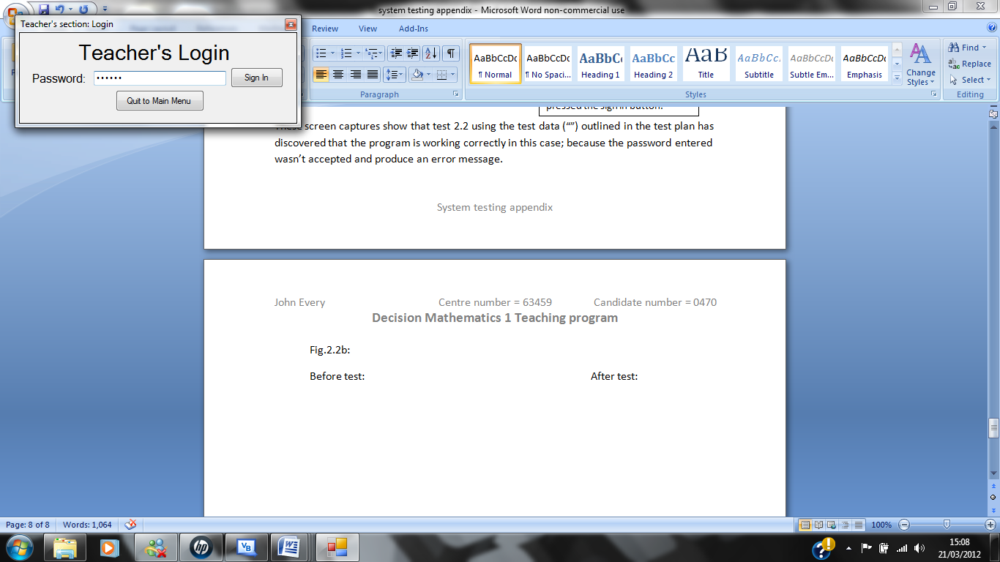 system testing appendix - Microsoft Word non-commercial use
Teacher's section: Login
Teacher's Login
Password: ••••••
Sign In
Quit to Main Menu
Review View Add-Ins
AaBbCcDc AaBbCcDc AaBbC AaBbCc AaB AaBbCc. AaBbCcDc AaBbCcDc
¶ Normal ¶ No Spaci... Heading 1 Heading 2 Title Subtitle Subtle Em... Emphasis
Change
Styles
Find
Replace
Select
Paragraph Styles Editing
pressed the sign in button.
These screen captures show that test 2.2 using the test data (“”) outlined in the test plan has
discovered that the program is working correctly in this case; because the password entered
wasn’t accepted and produce an error message.
System testing appendix
John Every Centre number = 63459 Candidate number = 0470
Decision Mathematics 1 Teaching program
Fig.2.2b:
Before test: After test:
Page: 8 of 8 Words: 1,064 100%
15:08
21/03/2012